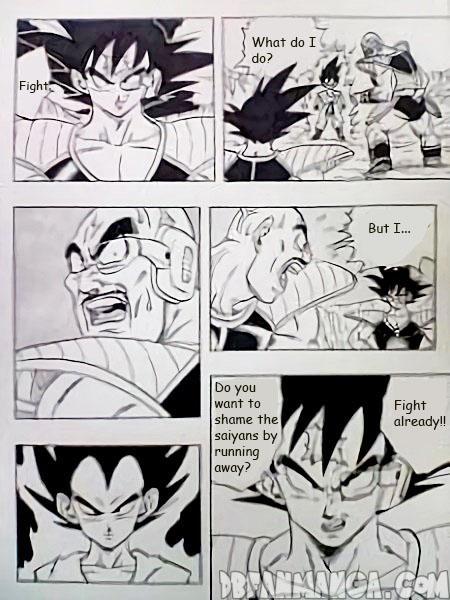 Fight.
What do I
do?
But I...
Do you
want to
shame the
saiyans by
running
away?
Fight
already!!
DBFANMANGA.COM